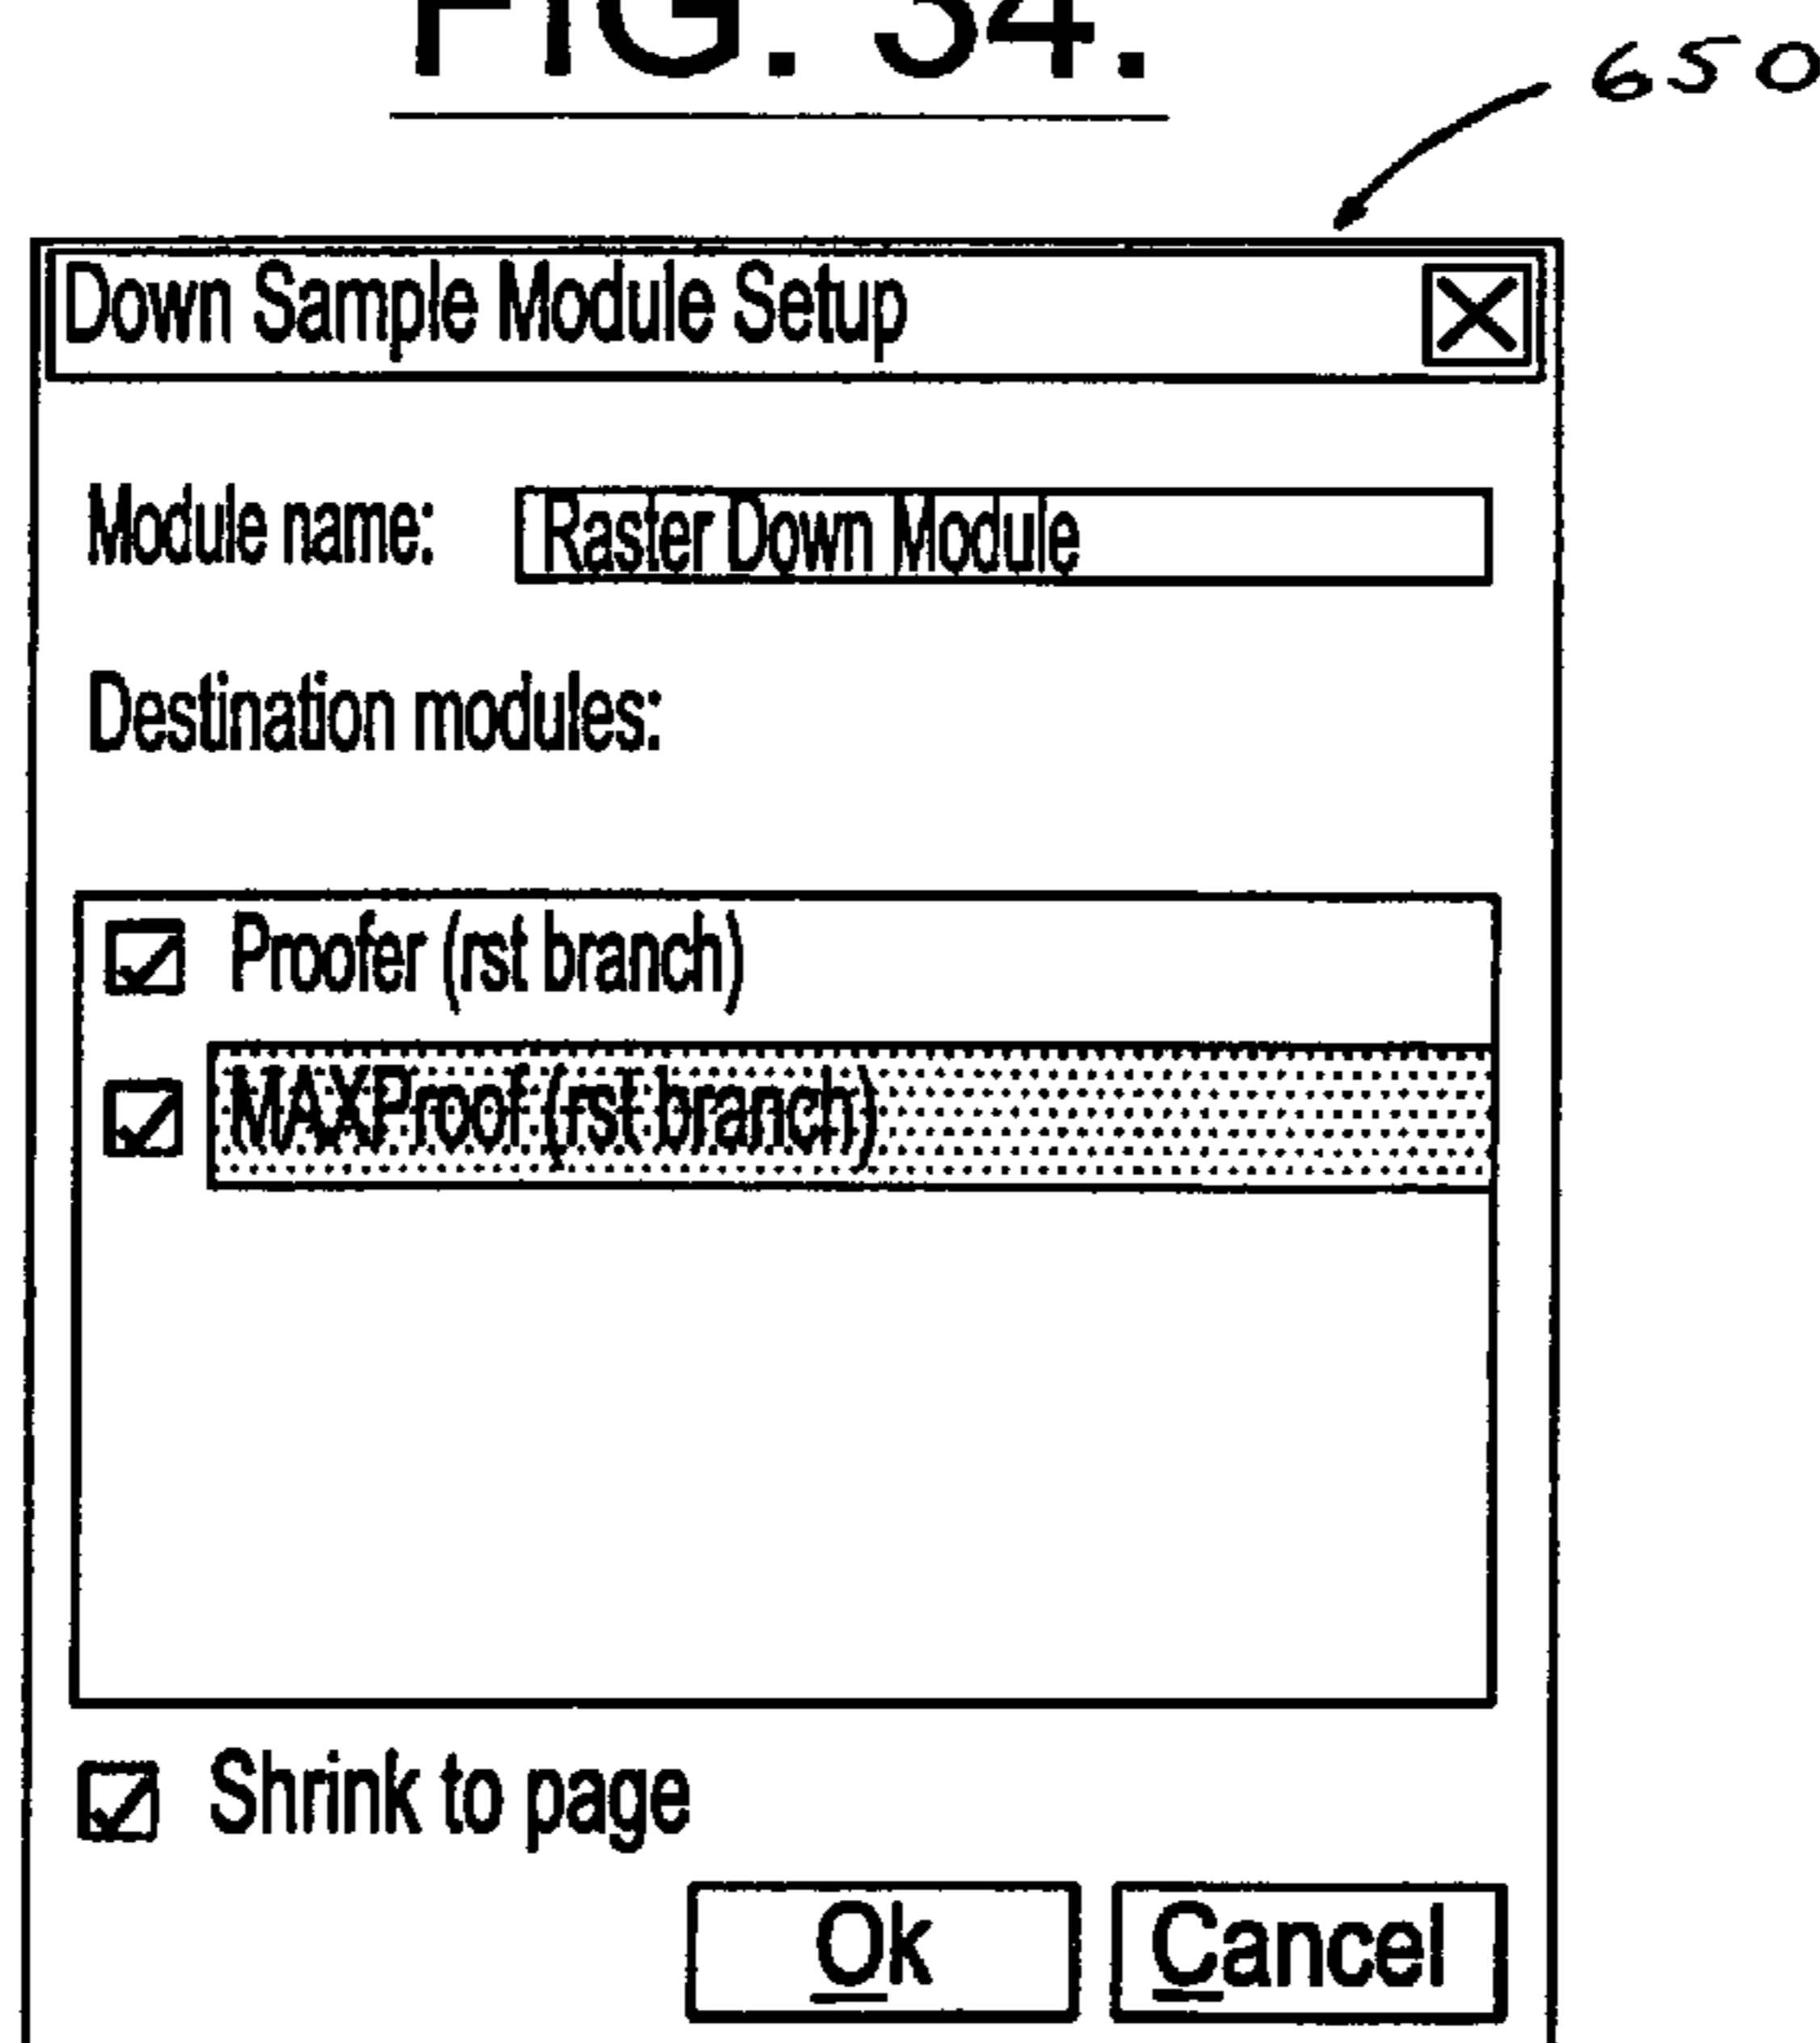 FIG. 34.
650
Down Sample Module Setup
Module name: Raster Down Module
Destination modules:
Proofer (rst branch)
MAXProof (rst branch)
Shrink to page
Ok Cancel